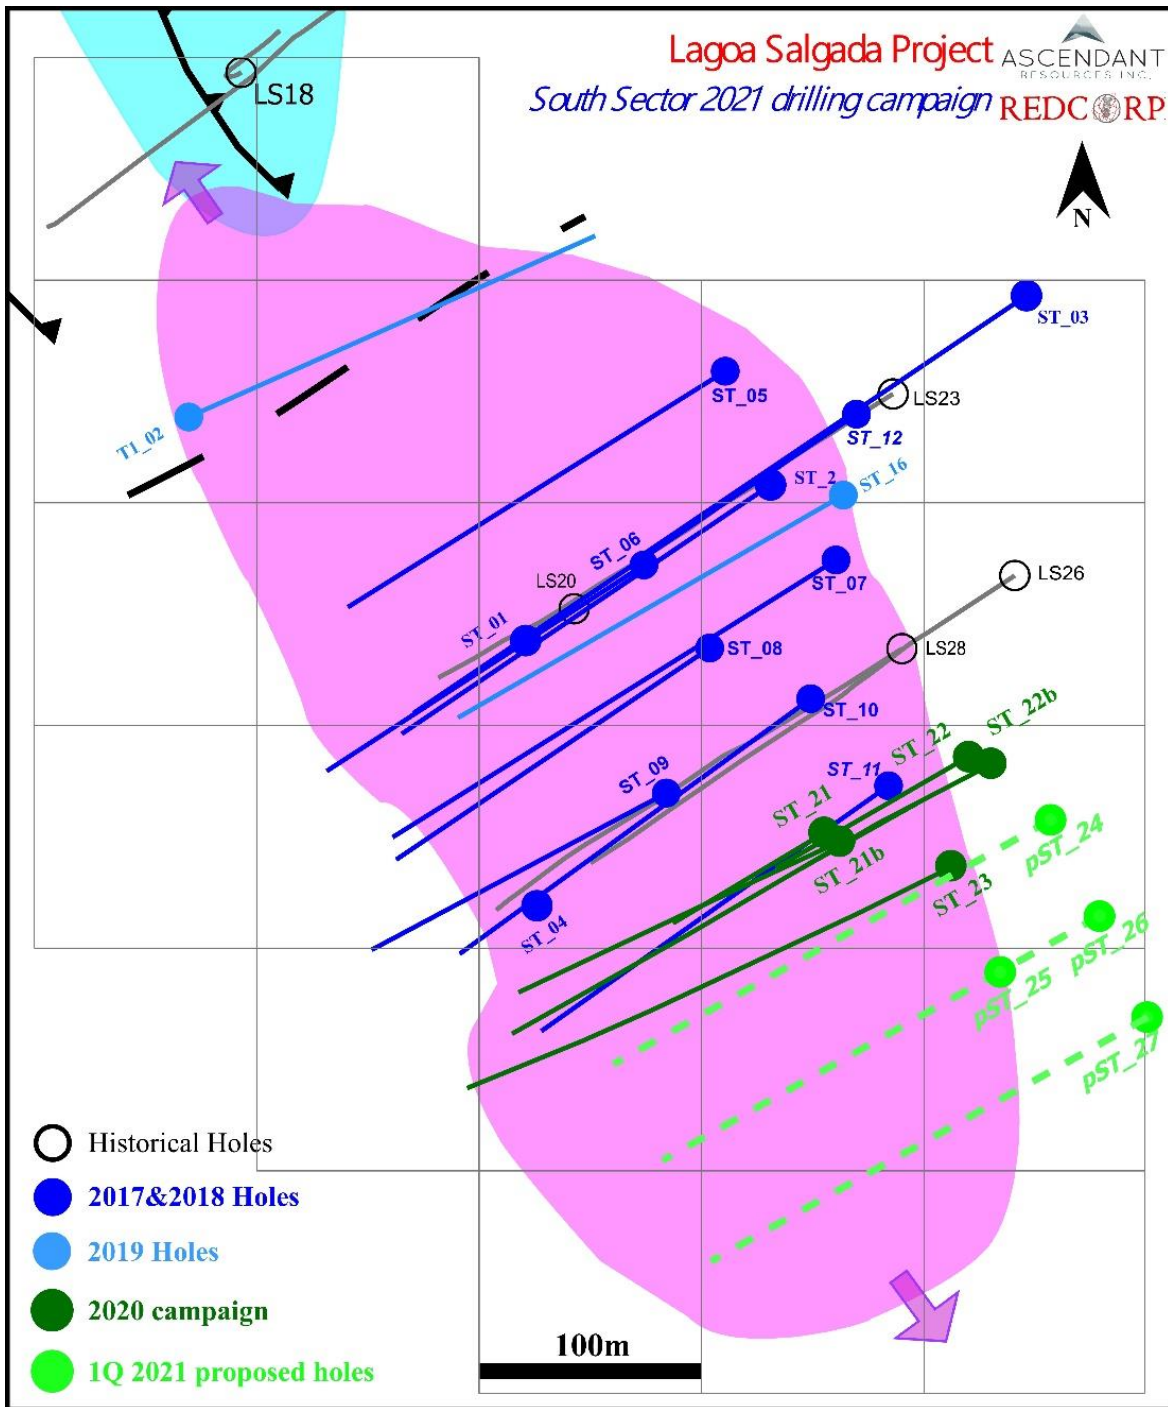 Lagoa Salgada Project
ASCENDANT
RESOURCES INC.
South Sector 2021 drilling campaign
REDCORP
LS18
N
ST_03
ST_05
LS23
T1_02
ST_12
ST_2
ST_16
ST_06
LS20
ST_07
LS26
ST_01
ST_08
LS28
ST_10
ST_22b
ST_22
ST_09
ST_11
ST_21
pST_24
ST_21b
ST_23
ST_04
pST_26
pST_25
pST_27
Historical Holes
2017&2018 Holes
2019 Holes
2020 campaign
100m
1Q 2021 proposed holes